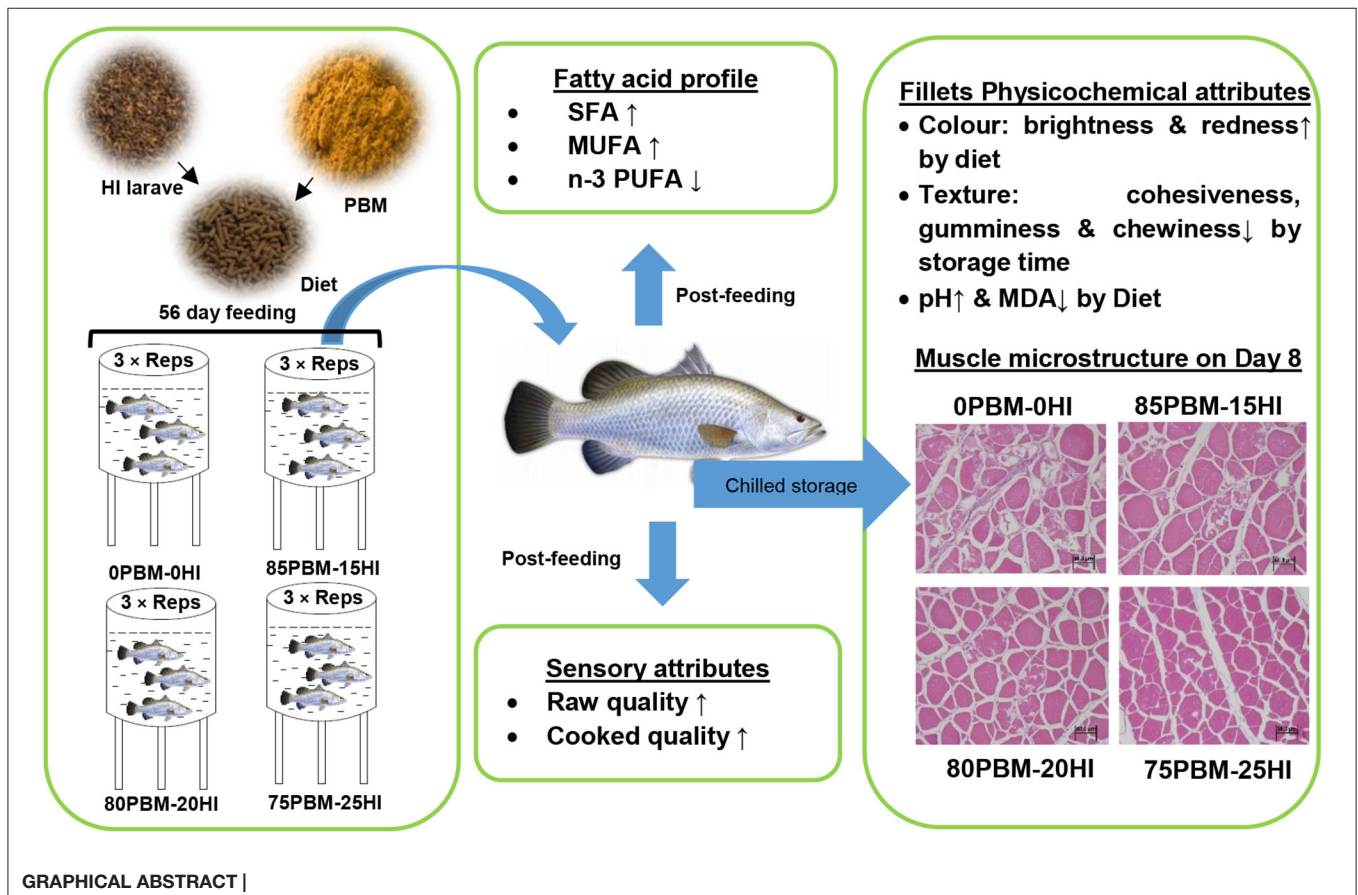 HI larave
PBM
Diet
56 day feeding
3 × Reps
3 × Reps
0PBM-0HI
85PBM-15HI
3 × Reps
3 × Reps
80PBM-20HI
75PBM-25HI
Fatty acid profile
• SFA ↑
• MUFA ↑
• n-3 PUFA ↓
Post-feeding
Chilled storage
Post-feeding
Sensory attributes
• Raw quality ↑
• Cooked quality ↑
Fillets Physicochemical attributes
• Colour: brightness & redness↑
by diet
• Texture: cohesiveness,
gumminess & chewiness↓ by
storage time
• pH↑ & MDA↓ by Diet
Muscle microstructure on Day 8
0PBM-0HI
85PBM-15HI
80PBM-20HI
75PBM-25HI
GRAPHICAL ABSTRACT |